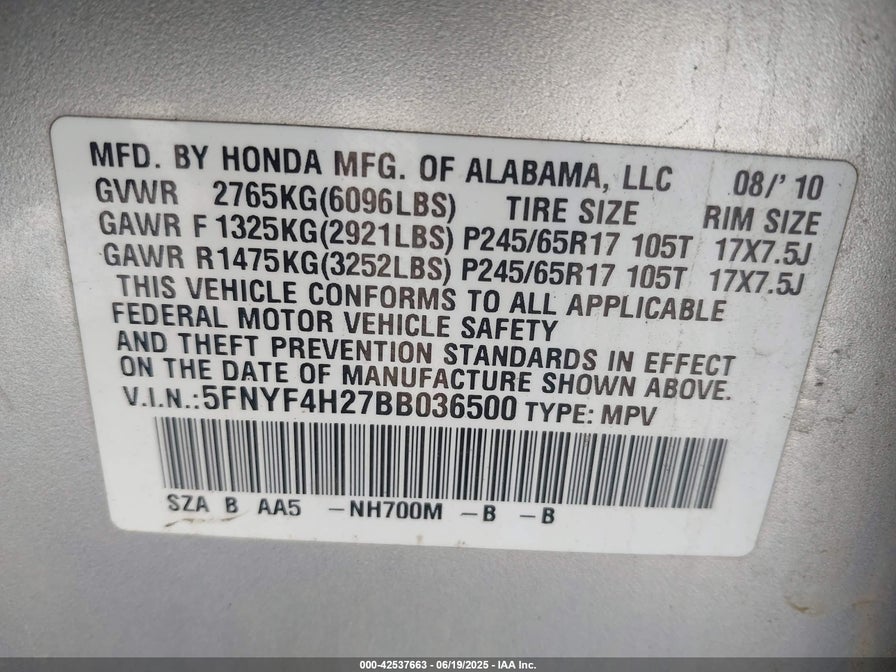 MFD. BY HONDA MFG. OF ALABAMA, LLC 08/'10
GVWR 2765KG(6096LBS) TIRE SIZE RIM SIZE
GAWR F 1325KG(2921LBS) P245/65R17 105T 17X7.5J
GAWR R1475KG(3252LBS) P245/65R17 105T 17X7.5J
THIS VEHICLE CONFORMS TO ALL APPLICABLE
FEDERAL MOTOR VEHICLE SAFETY
AND THEFT PREVENTION STANDARDS IN EFFECT
ON THE DATE OF MANUFACTURE SHOWN ABOVE.
V.I.N.:5FNYF4H27BB036500 TYPE: MPV
SZA B AA5 -NH700M -B -B
000-42537663 - 06/19/2025 - IAA Inc.